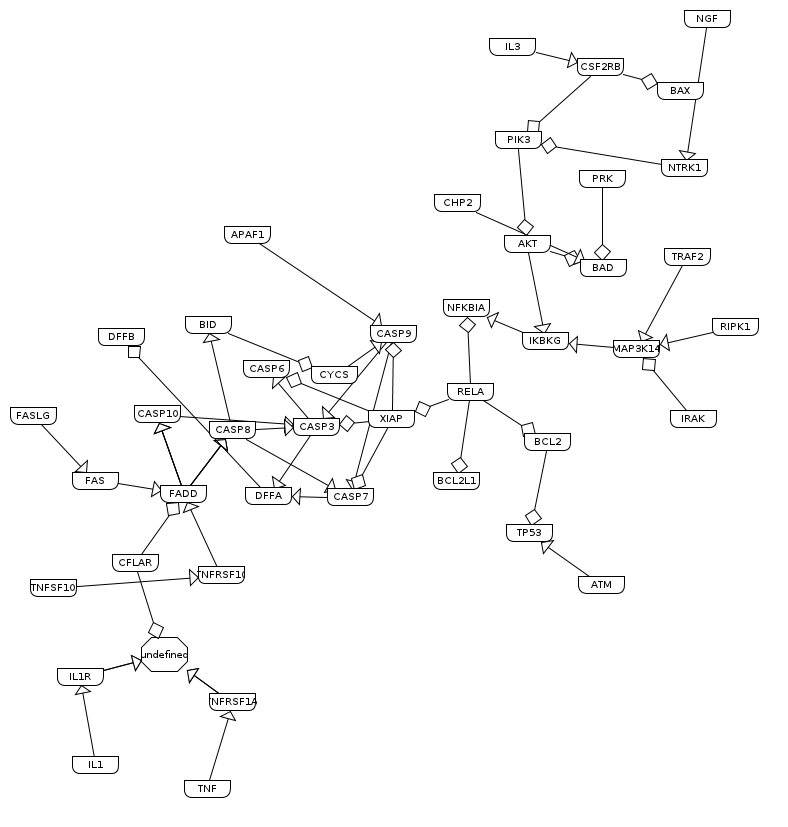 NGF
IL3
CSF2RB
BAX
PIK3
NTRK1
PRK
CHP2
APAF1
AKT
TRAF2
BAD
NFKBIA
BID
RIPK1
DFFB
CASP9
IKBKG
MAP3K14
CASP6
CYCS
RELA
FASLG
CASP10
CASP8
CASP3
XIAP
IRAK
BCL2
FAS
BCL2L1
FADD
DFFA
CASP7
TP53
CFLAR
TNFRSF10
ATM
TNFSF10
undefined
IL1R
TNFRSF1A
IL1
TNF